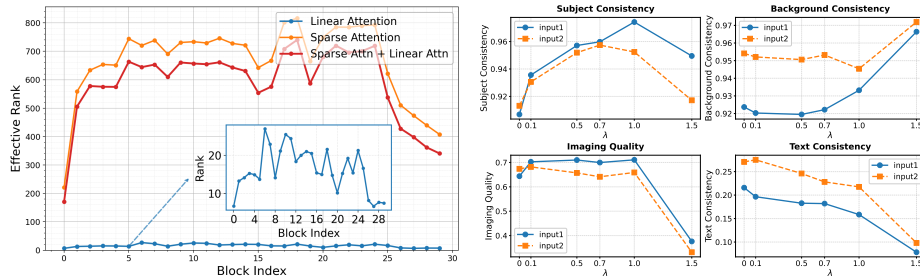 Effective Rank
800
700
600
500
400
300
200
100
0
0
5
10
15
20
25
30
Block Index
Linear Attention
Sparse Attention
Sparse Attn + Linear Attn
Rank
20
10
0 4 8 12 16 20 24 28
Block Index
Subject Consistency
Subject Consistency
0.96
0.92
input1
input2
0 0.1 0.5 0.7 1.0 1.5
λ
Background Consistency
Background Consistency
0.97
0.96
0.95
0.94
0.93
0.92
input1
input2
0 0.1 0.5 0.7 1.0 1.5
λ
Imaging Quality
Imaging Quality
0.7
0.6
0.5
0.4
input1
input2
0 0.1 0.5 0.7 1.0 1.5
λ
Text Consistency
Text Consistency
0.25
0.20
0.15
0.10
input1
input2
0 0.1 0.5 0.7 1.0 1.5
λ